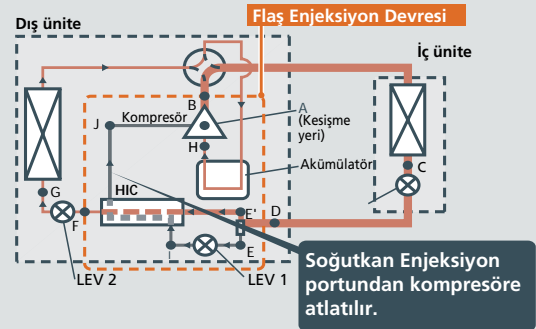 Flaş Enjeksiyon Devresi
Dış ünite
İç ünite
B
A
(Kesişme
yeri)
J
Kompresör
H
Akümülatör
C
G
HIC
F
E'
D
E
I
LEV 2
LEV 1
Soğutkan Enjeksiyon
portundan kompresöre
atlatılır.